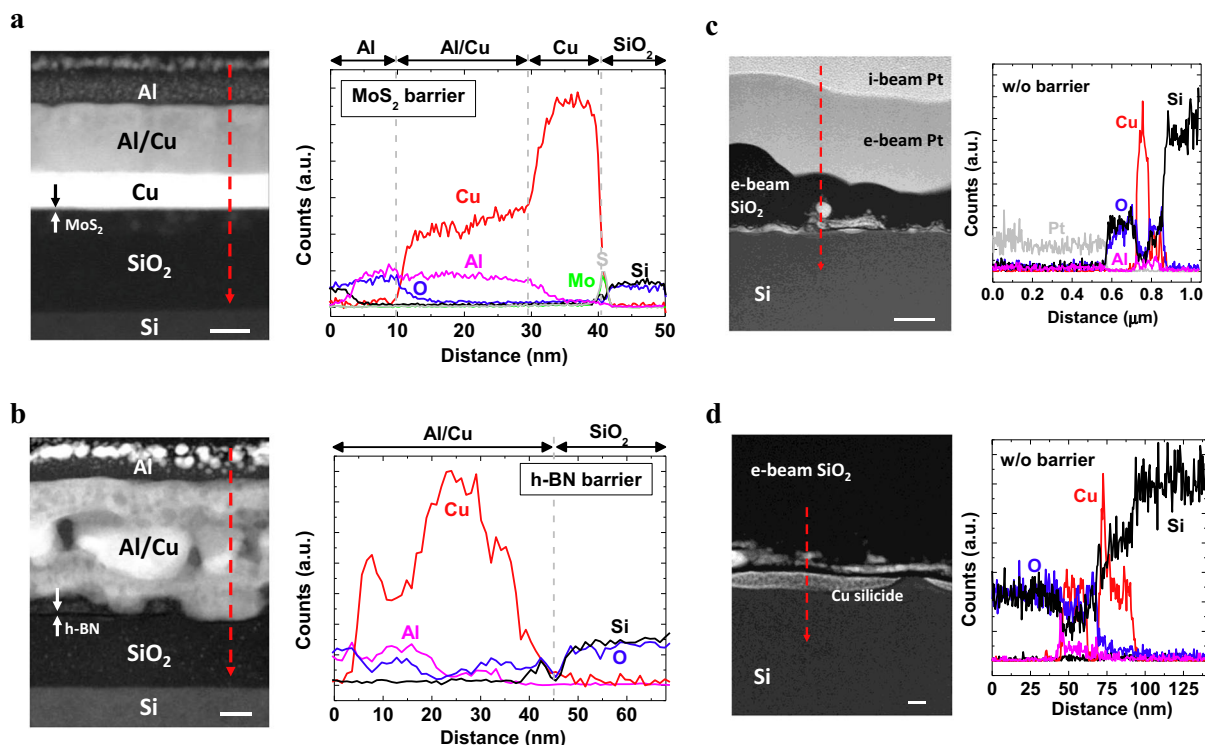 a
Al
Al/Cu
Cu
MoS₂
SiO₂
Si
Al Al/Cu Cu SiO₂
MoS₂ barrier
Counts (a.u.)
Cu
Al
O
Mo
S
Si
0 10 20 30 40 50
Distance (nm)
b
Al
Al/Cu
h-BN
SiO₂
Si
Al/Cu SiO₂
h-BN barrier
Counts (a.u.)
Cu
Al
Si
O
0 10 20 30 40 50 60
Distance (nm)
c
i-beam Pt
e-beam Pt
e-beam
SiO₂
Si
w/o barrier
Si
Cu
O
Pt
Al
Counts (a.u.)
0.0 0.2 0.4 0.6 0.8 1.0
Distance (μm)
d
e-beam SiO₂
Cu silicide
Si
w/o barrier
Cu
Si
O
Counts (a.u.)
0 25 50 75 100 125
Distance (nm)